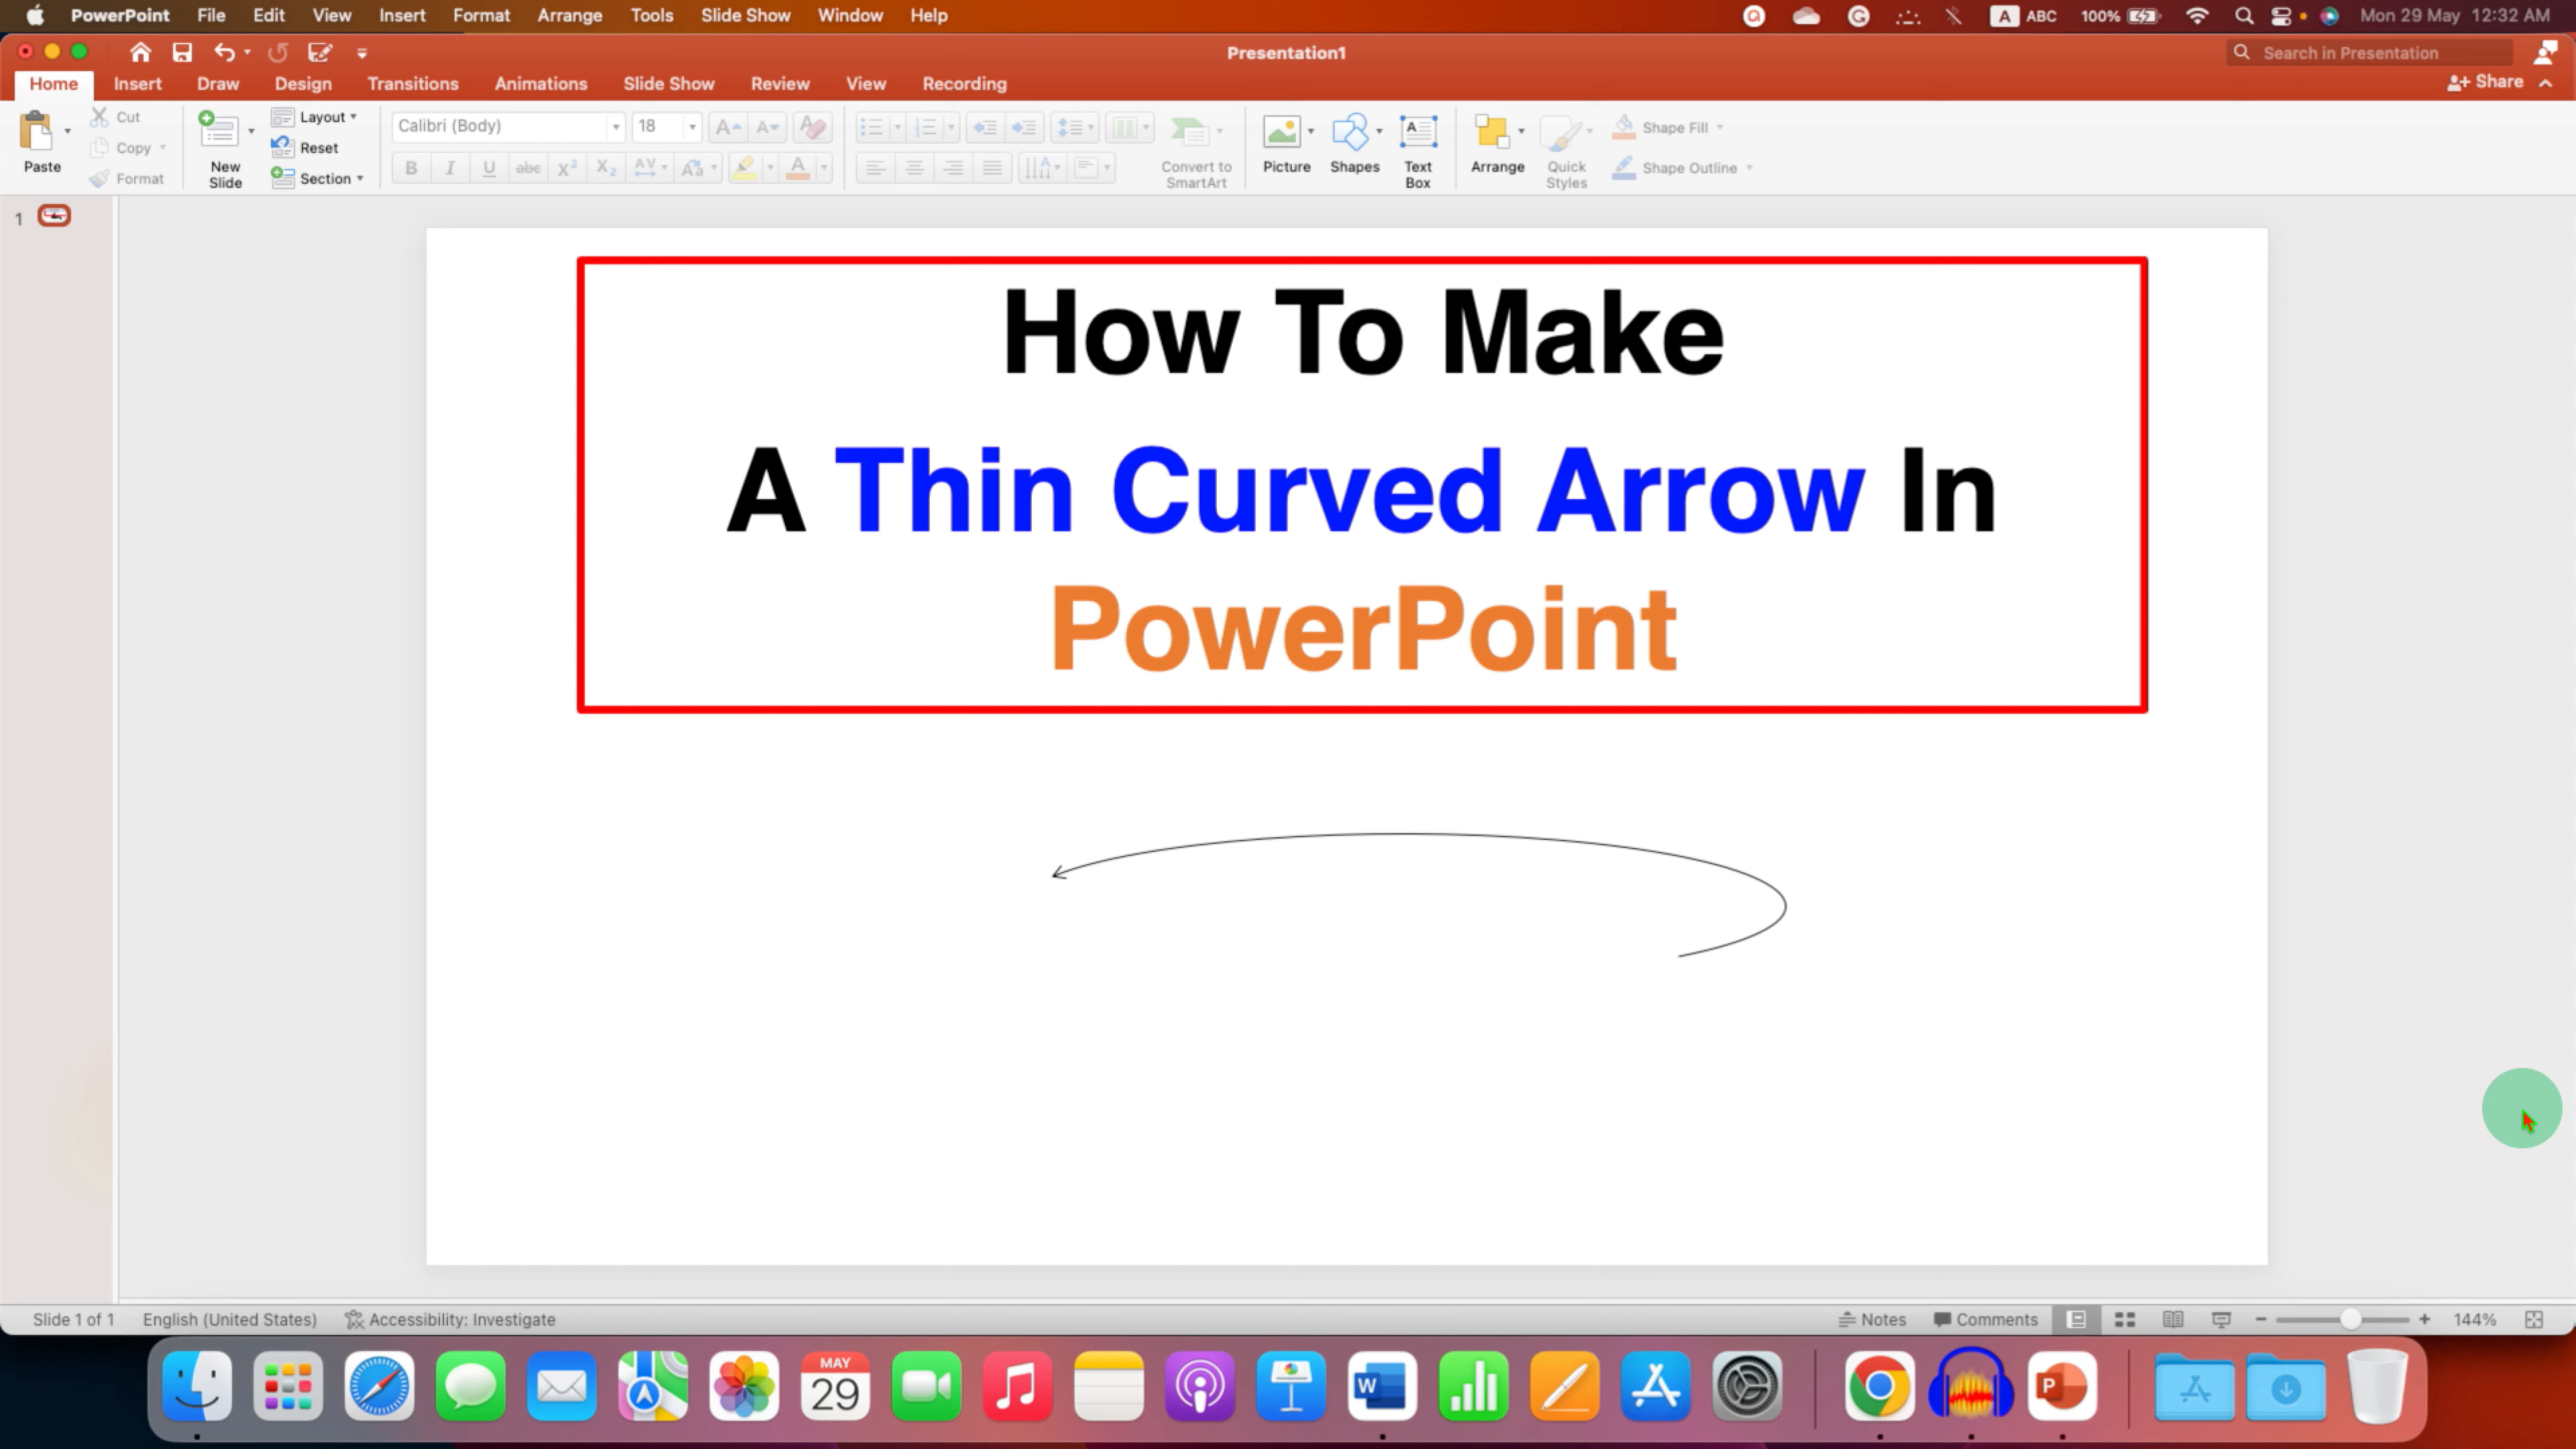 PowerPoint File Edit View Insert Format Arrange Tools Slide Show Window Help A ABC 100% Mon 29 May 12:32 AM
Presentation1 Search in Presentation
Home Insert Draw Design Transitions Animations Slide Show Review View Recording Share
Paste Cut Copy Format
New Slide Layout Reset Section
Calibri (Body) 18
Convert to SmartArt
Picture Shapes Text Box Arrange Quick Styles Shape Fill Shape Outline
1
How To Make
A Thin Curved Arrow In
PowerPoint
Slide 1 of 1 English (United States) Accessibility: Investigate Notes Comments 144%
MAY
29